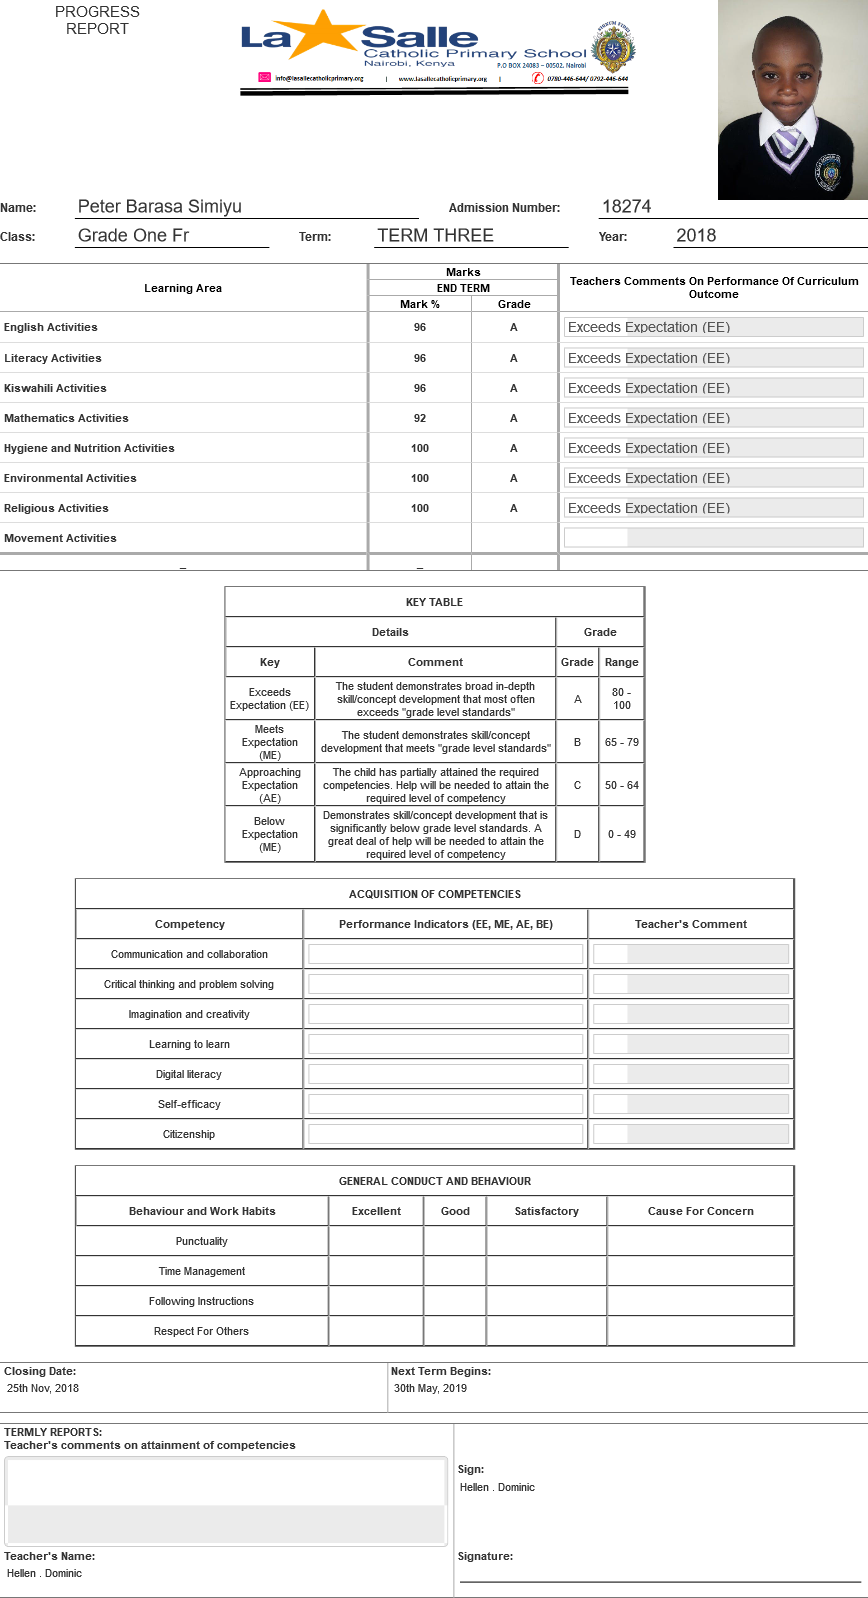 PROGRESS
REPORT
La Salle
Catholic Primary School
Nairobi, Kenya
P.O BOX 24083 – 00502, Nairobi
info@lasallecatholicprimary.org | www.lasallecatholicprimary.org | 0780-446-644/ 0792-446-644
Name: Peter Barasa Simiyu Admission Number: 18274
Class: Grade One Fr Term: TERM THREE Year: 2018
Learning Area Marks Teachers Comments On Performance Of Curriculum Outcome
END TERM
Mark % Grade
English Activities 96 A Exceeds Expectation (EE)
Literacy Activities 96 A Exceeds Expectation (EE)
Kiswahili Activities 96 A Exceeds Expectation (EE)
Mathematics Activities 92 A Exceeds Expectation (EE)
Hygiene and Nutrition Activities 100 A Exceeds Expectation (EE)
Environmental Activities 100 A Exceeds Expectation (EE)
Religious Activities 100 A Exceeds Expectation (EE)
Movement Activities
_ _
KEY TABLE
Details Grade
Key Comment Grade Range
Exceeds Expectation (EE) The student demonstrates broad in-depth skill/concept development that most often exceeds "grade level standards" A 80 - 100
Meets Expectation (ME) The student demonstrates skill/concept development that meets "grade level standards" B 65 - 79
Approaching Expectation (AE) The child has partially attained the required competencies. Help will be needed to attain the required level of competency C 50 - 64
Below Expectation (ME) Demonstrates skill/concept development that is significantly below grade level standards. A great deal of help will be needed to attain the required level of competency D 0 - 49
ACQUISITION OF COMPETENCIES
Competency Performance Indicators (EE, ME, AE, BE) Teacher's Comment
Communication and collaboration
Critical thinking and problem solving
Imagination and creativity
Learning to learn
Digital literacy
Self-efficacy
Citizenship
GENERAL CONDUCT AND BEHAVIOUR
Behaviour and Work Habits Excellent Good Satisfactory Cause For Concern
Punctuality
Time Management
Following Instructions
Respect For Others
Closing Date: Next Term Begins:
25th Nov, 2018 30th May, 2019
TERMLY REPORTS:
Teacher's comments on attainment of competencies
Sign:
Hellen . Dominic
Teacher's Name: Signature:
Hellen . Dominic